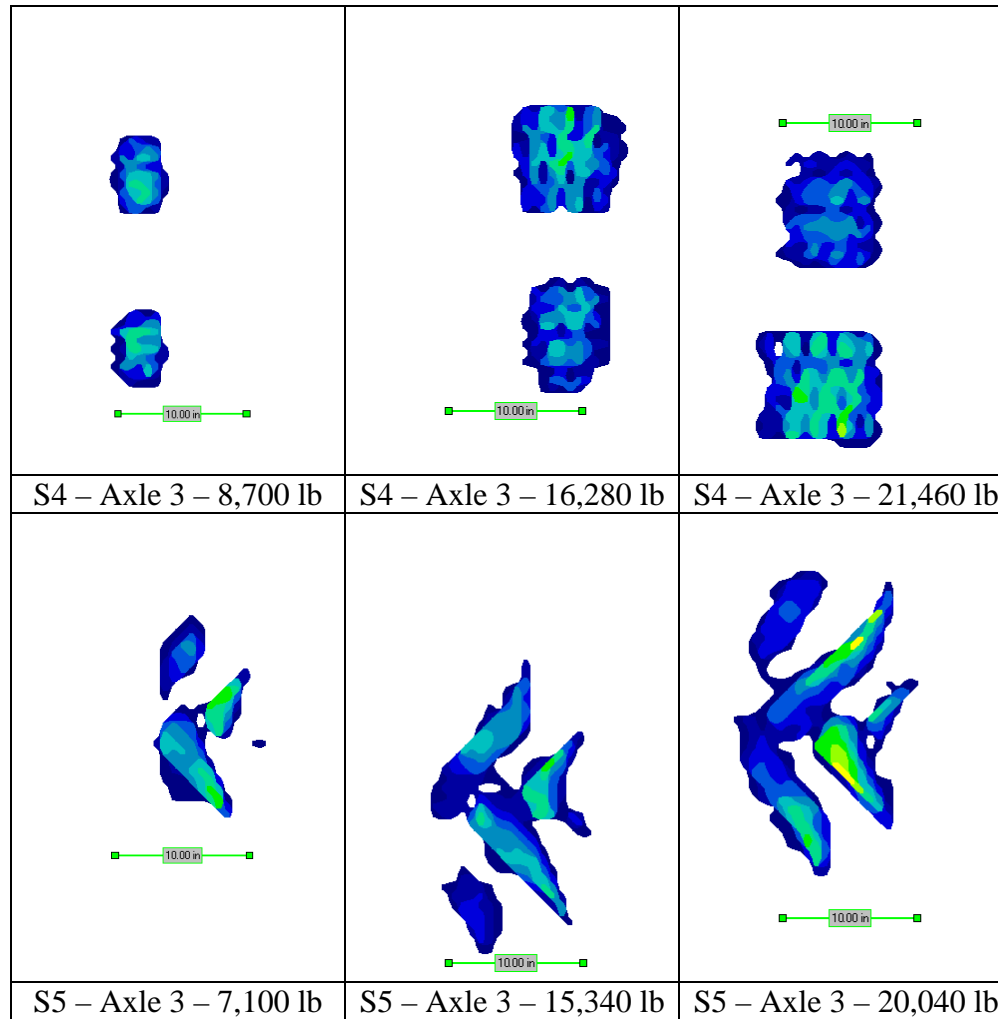 10.00 in
10.00 in
10.00 in
S4 – Axle 3 – 8,700 lb
S4 – Axle 3 – 16,280 lb
S4 – Axle 3 – 21,460 lb
10.00 in
10.00 in
10.00 in
S5 – Axle 3 – 7,100 lb
S5 – Axle 3 – 15,340 lb
S5 – Axle 3 – 20,040 lb